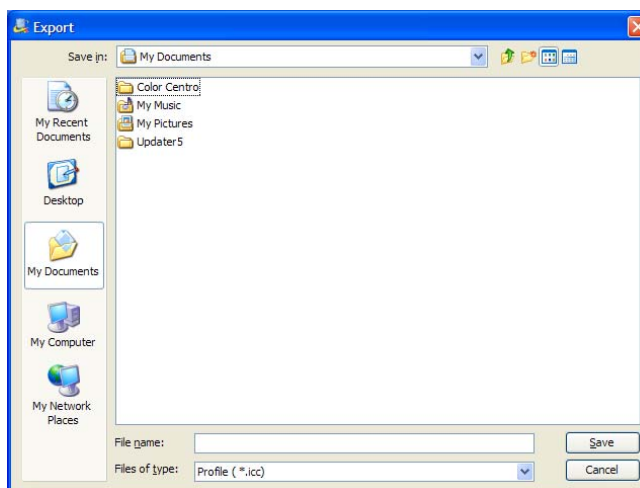 Export
Save in:
My Documents
My Recent
Documents
Desktop
My Documents
My Computer
My Network
Places
Color Centro
My Music
My Pictures
Updater5
File name:
Save
Files of type:
Profile ( *.icc)
Cancel